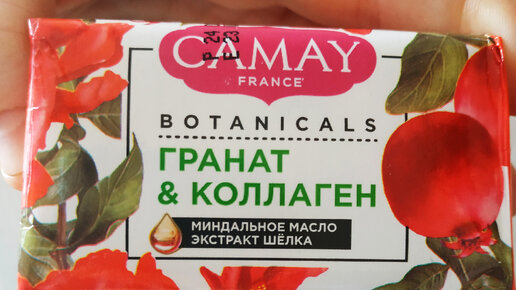 CAMAY
FRANCE
BOTANICALS
ГРАНАТ
& КОЛЛАГЕН
МИНДАЛЬНОЕ МАСЛО
ЭКСТРАКТ ШЁЛКА